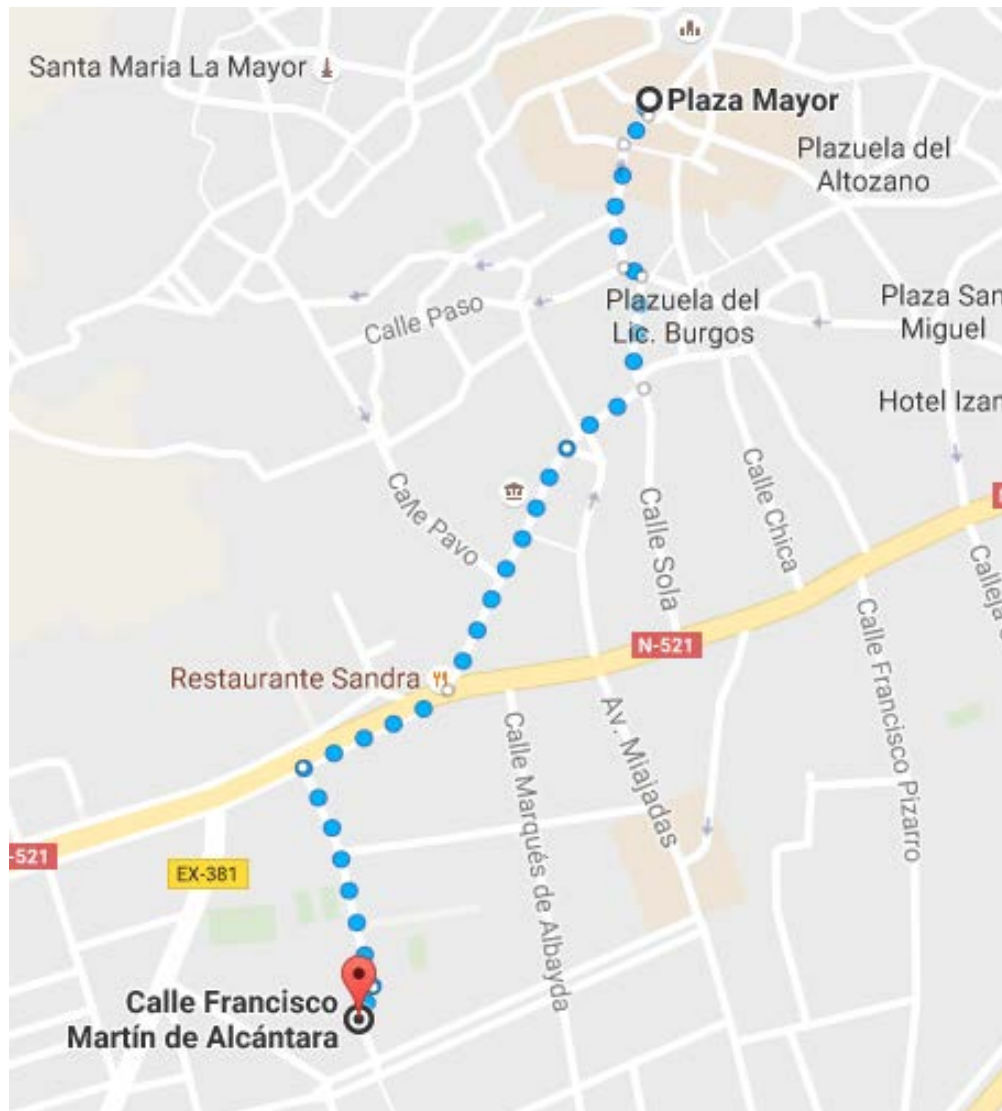 Santa Maria La Mayor
Plaza Mayor
Plazuela del
Altozano
Plazuela del
Lic. Burgos
Plaza San
Miguel
Calle Paso
Hotel Izan
Calle Pavo
Calle Sola
Calle Chica
Calleja
N-521
Restaurante Sandra
Calle Francisco Pizarro
Av. Miajadas
Calle Marqués de Albayda
-521
EX-381
Calle Francisco
Martín de Alcántara